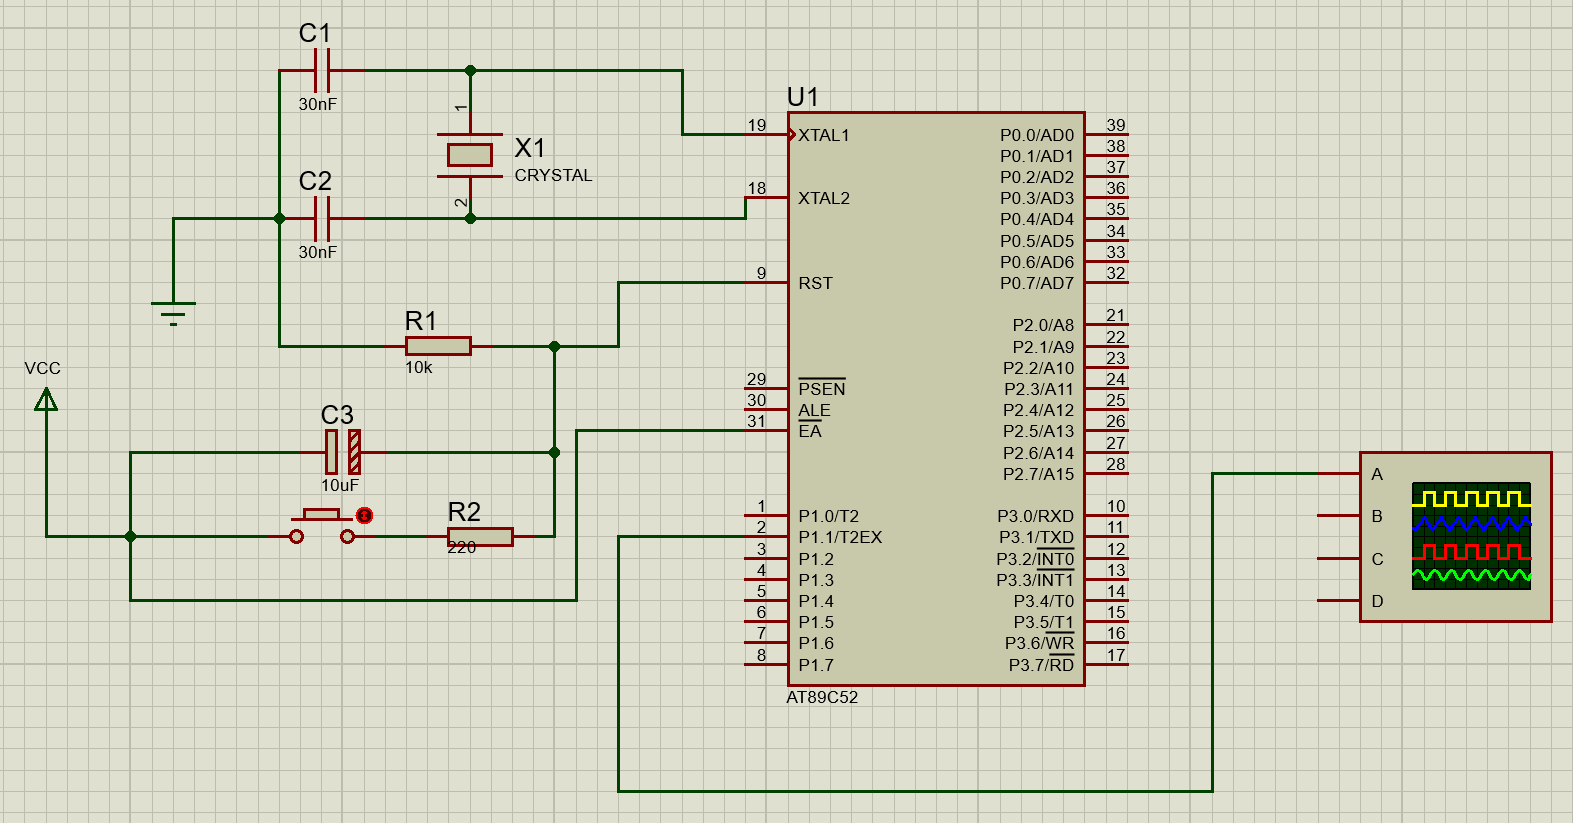 C1
30nF
1
X1
CRYSTAL
2
C2
30nF
R1
10k
VCC
C3
10uF
R2
220
U1
19 XTAL1
18 XTAL2
9 RST
29 PSEN
30 ALE
31 EA
1 P1.0/T2
2 P1.1/T2EX
3 P1.2
4 P1.3
5 P1.4
6 P1.5
7 P1.6
8 P1.7
P0.0/AD0 39
P0.1/AD1 38
P0.2/AD2 37
P0.3/AD3 36
P0.4/AD4 35
P0.5/AD5 34
P0.6/AD6 33
P0.7/AD7 32
P2.0/A8 21
P2.1/A9 22
P2.2/A10 23
P2.3/A11 24
P2.4/A12 25
P2.5/A13 26
P2.6/A14 27
P2.7/A15 28
P3.0/RXD 10
P3.1/TXD 11
P3.2/INT0 12
P3.3/INT1 13
P3.4/T0 14
P3.5/T1 15
P3.6/WR 16
P3.7/RD 17
AT89C52
A
B
C
D